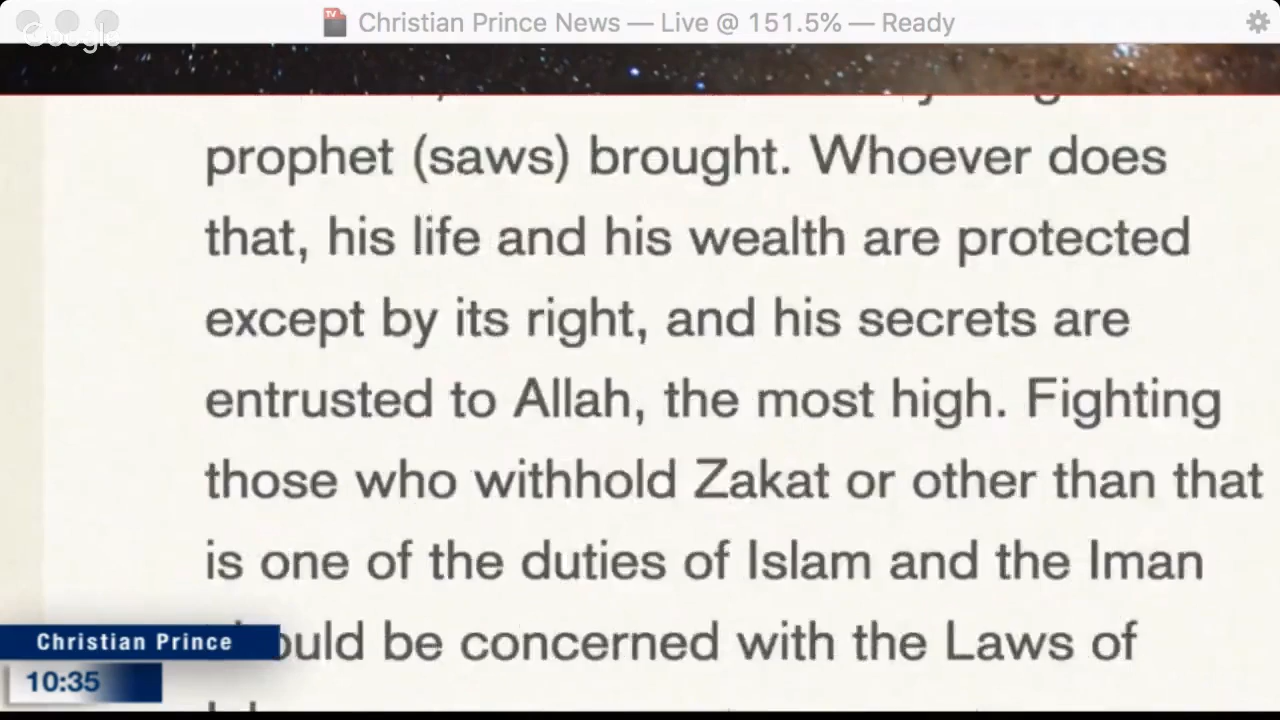 Christian Prince News — Live @ 151.5% — Ready
Google
prophet (saws) brought. Whoever does
that, his life and his wealth are protected
except by its right, and his secrets are
entrusted to Allah, the most high. Fighting
those who withhold Zakat or other than that
is one of the duties of Islam and the Iman
ould be concerned with the Laws of
Christian Prince
10:35